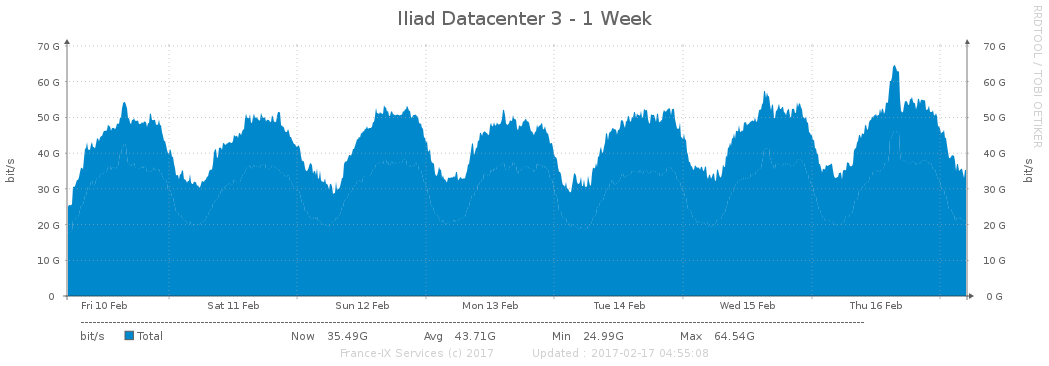 Iliad Datacenter 3 - 1 Week
RRDTOOL / TOBI OETIKER
bit/s
bit/s
70 G 70 G
60 G 60 G
50 G 50 G
40 G 40 G
30 G 30 G
20 G 20 G
10 G 10 G
0 0 G
Fri 10 Feb Sat 11 Feb Sun 12 Feb Mon 13 Feb Tue 14 Feb Wed 15 Feb Thu 16 Feb
bit/s Total Now 35.49G Avg 43.71G Min 24.99G Max 64.54G
France-IX Services (c) 2017 Updated : 2017-02-17 04:55:08